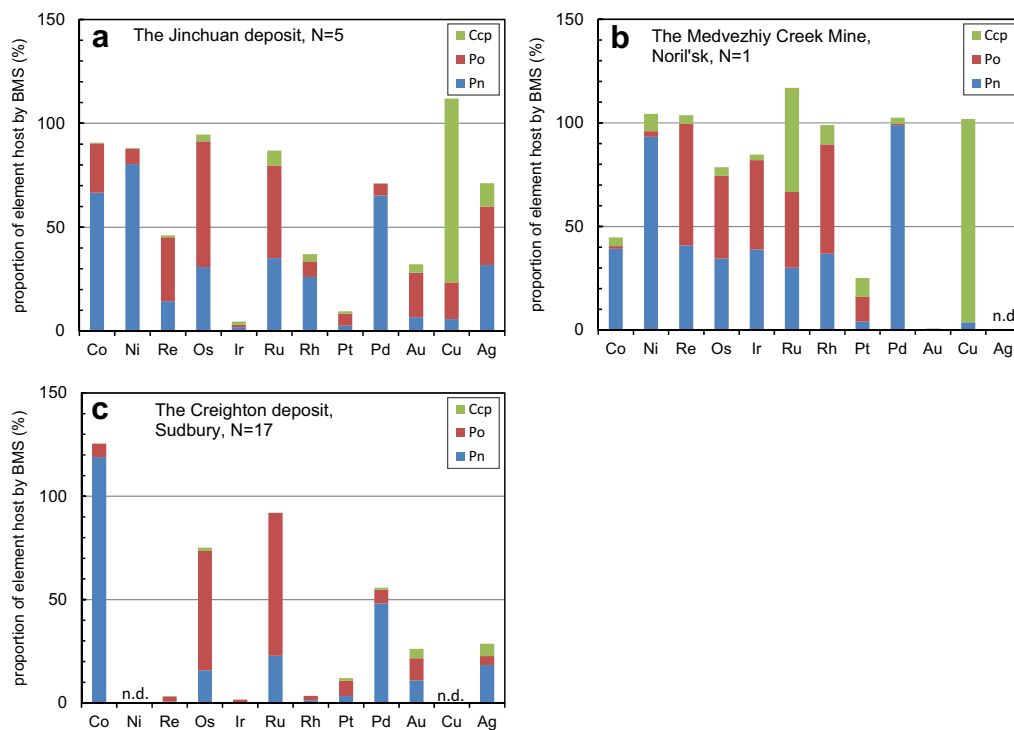 a The Jinchuan deposit, N=5
Ccp
Po
Pn
proportion of element host by BMS (%)
150
100
50
0
Co Ni Re Os Ir Ru Rh Pt Pd Au Cu Ag
b The Medvezhiy Creek Mine,
Noril'sk, N=1
Ccp
Po
Pn
proportion of element host by BMS (%)
150
100
50
0
n.d
Co Ni Re Os Ir Ru Rh Pt Pd Au Cu Ag
c The Creighton deposit,
Sudbury, N=17
Ccp
Po
Pn
proportion of element host by BMS (%)
150
100
50
0
n.d. n.d.
Co Ni Re Os Ir Ru Rh Pt Pd Au Cu Ag